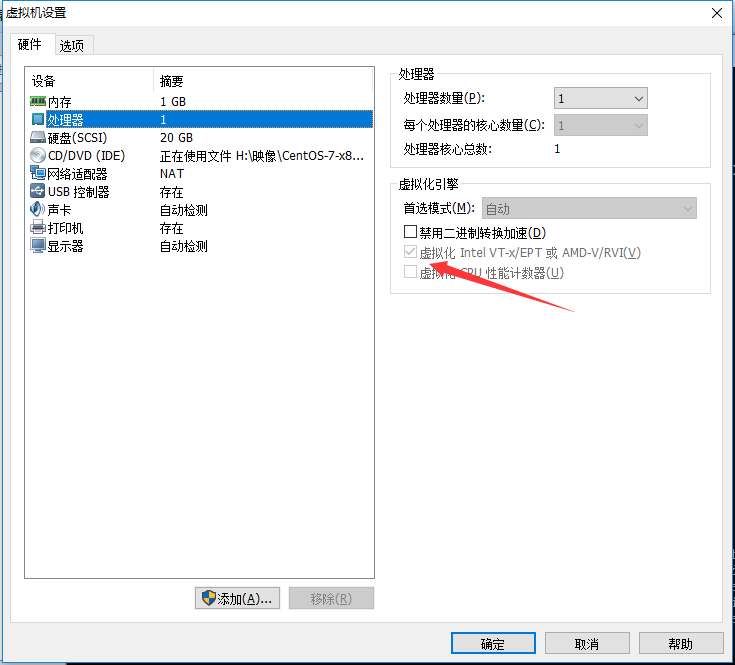 虚拟机设置
硬件 选项
设备 摘要
内存 1 GB
处理器 1
硬盘(SCSI) 20 GB
CD/DVD (IDE) 正在使用文件 H:\映像\CentOS-7-x8...
网络适配器 NAT
USB 控制器 存在
声卡 自动检测
打印机 存在
显示器 自动检测
添加(A)... 移除(R)
处理器
处理器数量(P): 1
每个处理器的核心数量(C): 1
处理器核心总数: 1
虚拟化引擎
首选模式(M): 自动
禁用二进制转换加速(D)
虚拟化 Intel VT-x/EPT 或 AMD-V/RVI(V)
虚拟化 CPU 性能计数器(U)
确定 取消 帮助